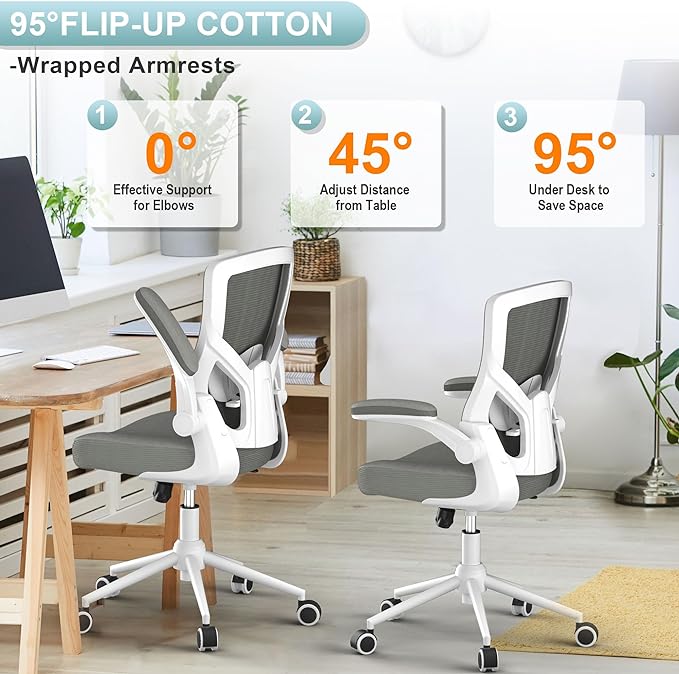 95°FLIP-UP COTTON
-Wrapped Armrests
1
0°
Effective Support
for Elbows
2
45°
Adjust Distance
from Table
3
95°
Under Desk to
Save Space